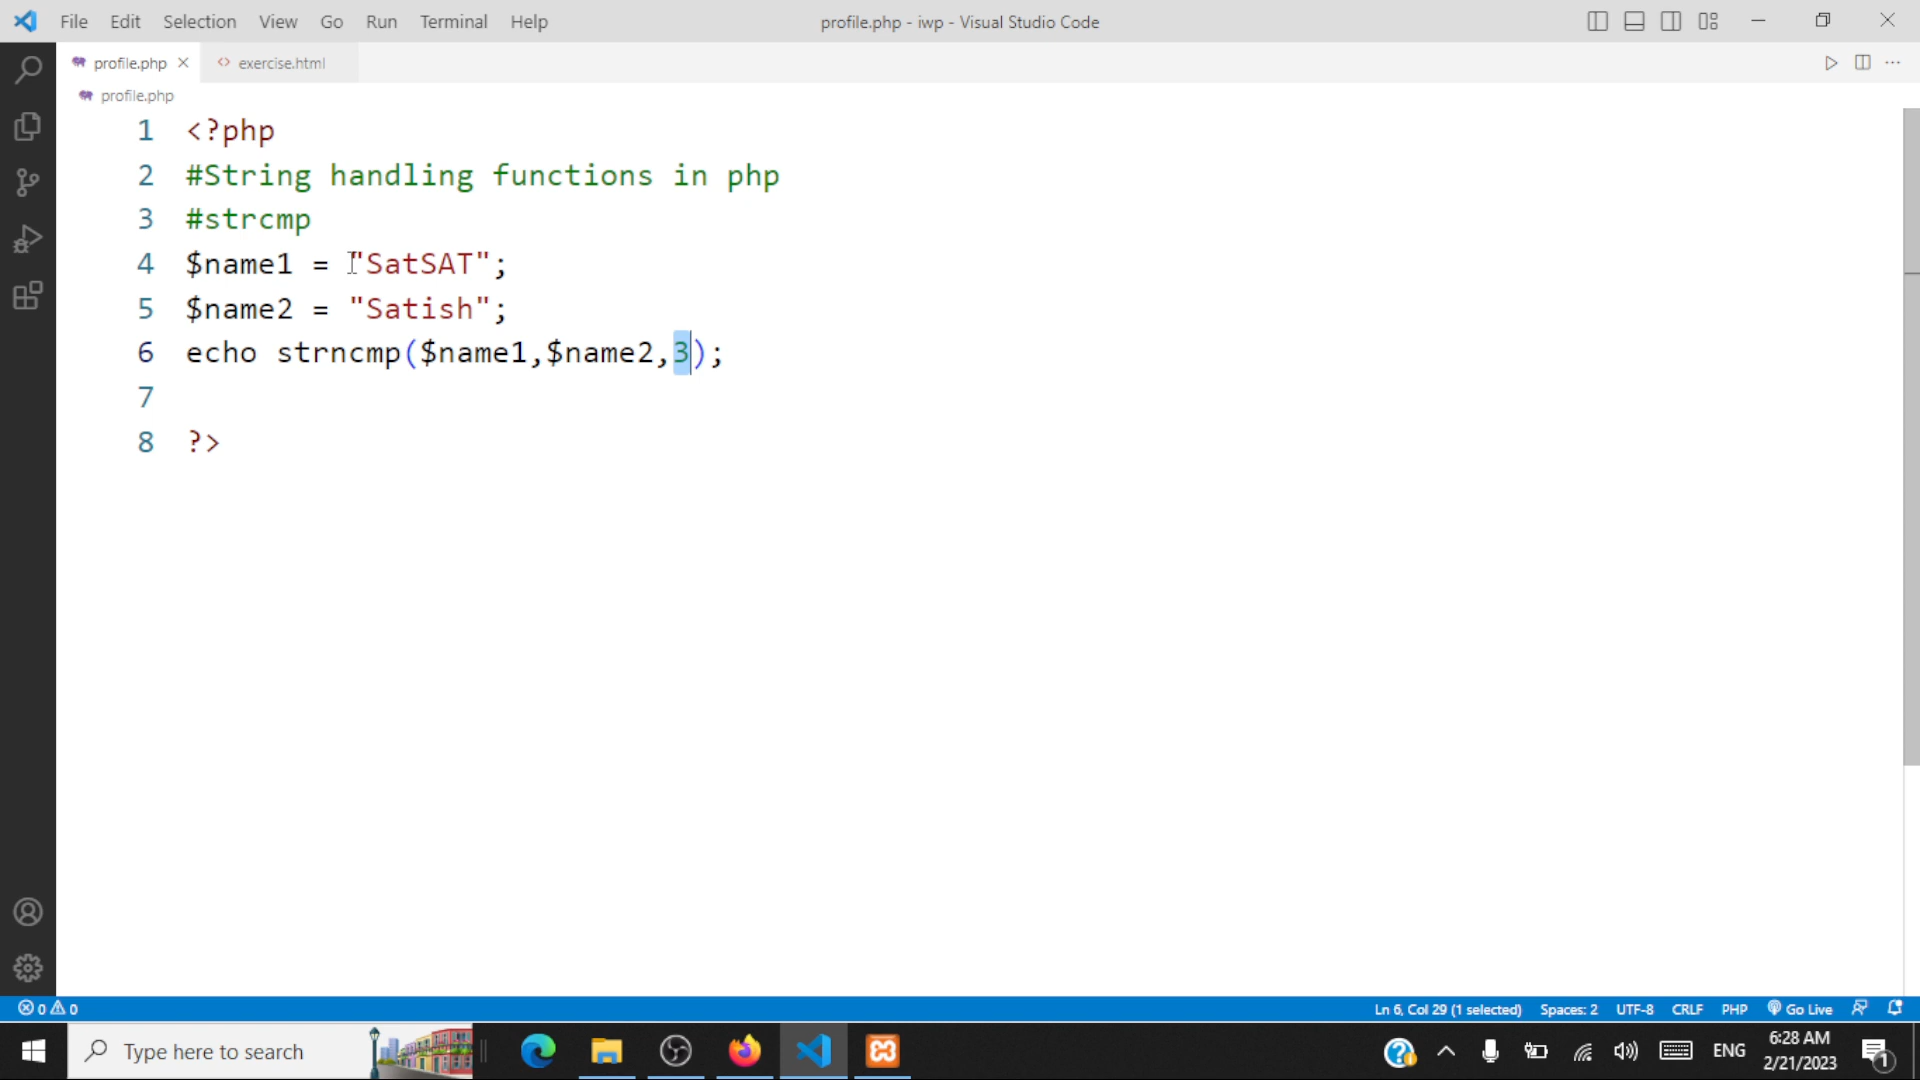 File Edit Selection View Go Run Terminal Help profile.php - iwp - Visual Studio Code
profile.php exercise.html
profile.php
1 <?php
2 #String handling functions in php
3 #strcmp
4 $name1 = "SatSAT";
5 $name2 = "Satish";
6 echo strncmp($name1,$name2,3);
7
8 ?>
0 0 Ln 6, Col 29 (1 selected) Spaces: 2 UTF-8 CRLF PHP Go Live
Type here to search ENG 6:28 AM
2/21/2023 1